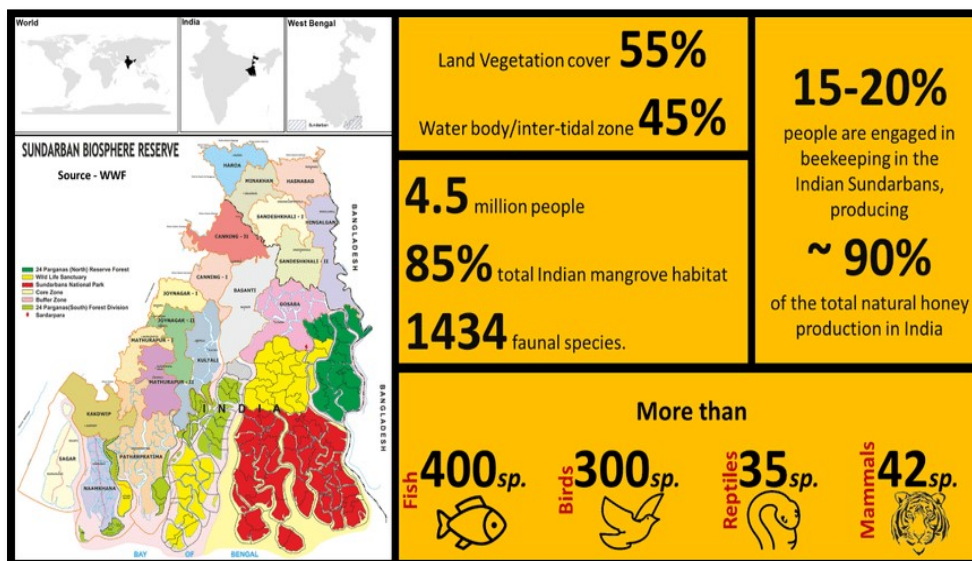 World
India
West Bengal
Sundarban
SUNDARBAN BIOSPHERE RESERVE
Source - WWF
HAROA
MINAKHAN
HASNABAD
SANDESHKHALI - I
HINGALGANJ
CANNING - II
SANDESHKHALI - II
CANNING - I
BASANTI
GOSABA
JOYNAGAR - I
JOYNAGAR - II
KULTALI
MATHURAPUR - I
MATHURAPUR - II
KAKDWIP
PATHARPRATIMA
SAGAR
NAAMKHANA
BANGLADESH
BANGLADESH
INDIA
BAY OF BENGAL
24 Parganas (North) Reserve Forest
Wild Life Sanctuary
Sundarbans National Park
Core Zone
Buffer Zone
24 Parganas(South) Forest Division
Sardarpara
Land Vegetation cover 55%
Water body/inter-tidal zone 45%
4.5 million people
85% total Indian mangrove habitat
1434 faunal species.
15-20%
people are engaged in
beekeeping in the
Indian Sundarbans,
producing
~ 90%
of the total natural honey
production in India
More than
Fish 400sp.
Birds 300sp.
Reptiles 35sp.
Mammals 42sp.